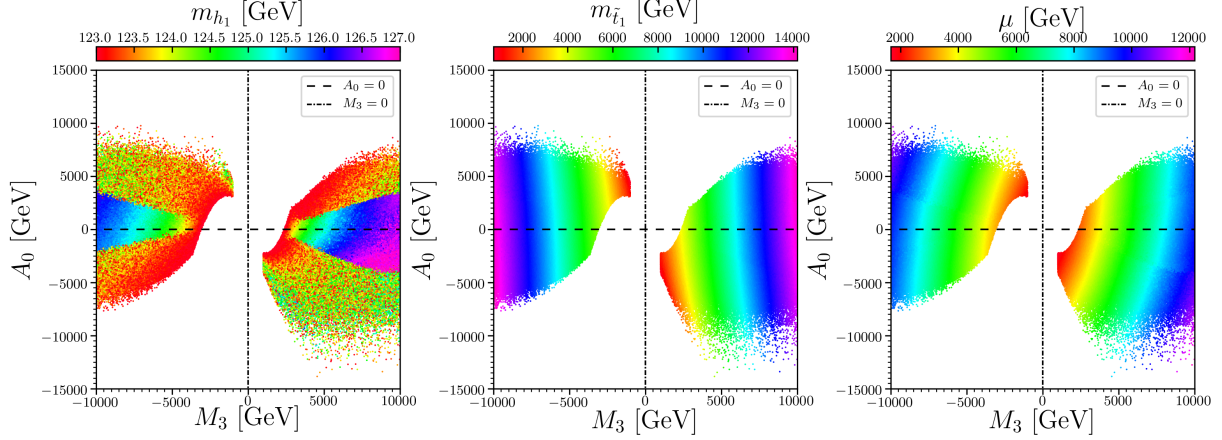 m_{h_1} [GeV]
123.0 123.5 124.0 124.5 125.0 125.5 126.0 126.5 127.0
15000
10000
5000
0
−5000
−10000
−15000
A_0 [GeV]
A_0 = 0
M_3 = 0
−10000 −5000 0 5000 10000
M_3 [GeV]
m_{t̃_1} [GeV]
2000 4000 6000 8000 10000 12000 14000
15000
10000
5000
0
−5000
−10000
−15000
A_0 [GeV]
A_0 = 0
M_3 = 0
−10000 −5000 0 5000 10000
M_3 [GeV]
μ [GeV]
2000 4000 6000 8000 10000 12000
15000
10000
5000
0
−5000
−10000
−15000
A_0 [GeV]
A_0 = 0
M_3 = 0
−10000 −5000 0 5000 10000
M_3 [GeV]